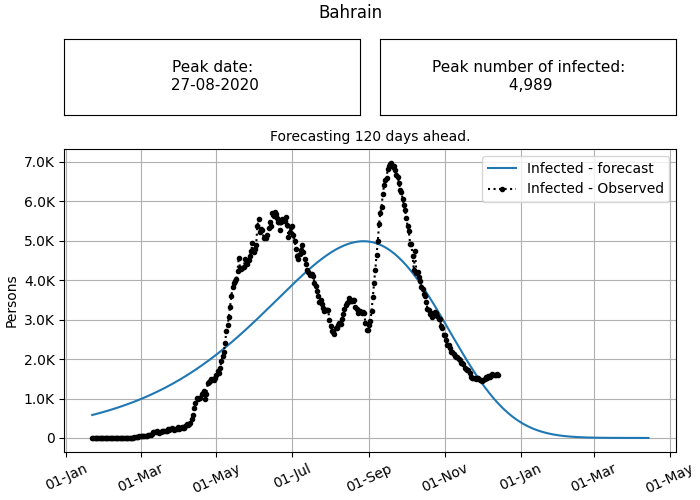 Bahrain
Peak date:
27-08-2020
Peak number of infected:
4,989
Forecasting 120 days ahead.
Infected - forecast
Infected - Observed
Persons
7.0K
6.0K
5.0K
4.0K
3.0K
2.0K
1.0K
0
01-Jan
01-Mar
01-May
01-Jul
01-Sep
01-Nov
01-Jan
01-Mar
01-May